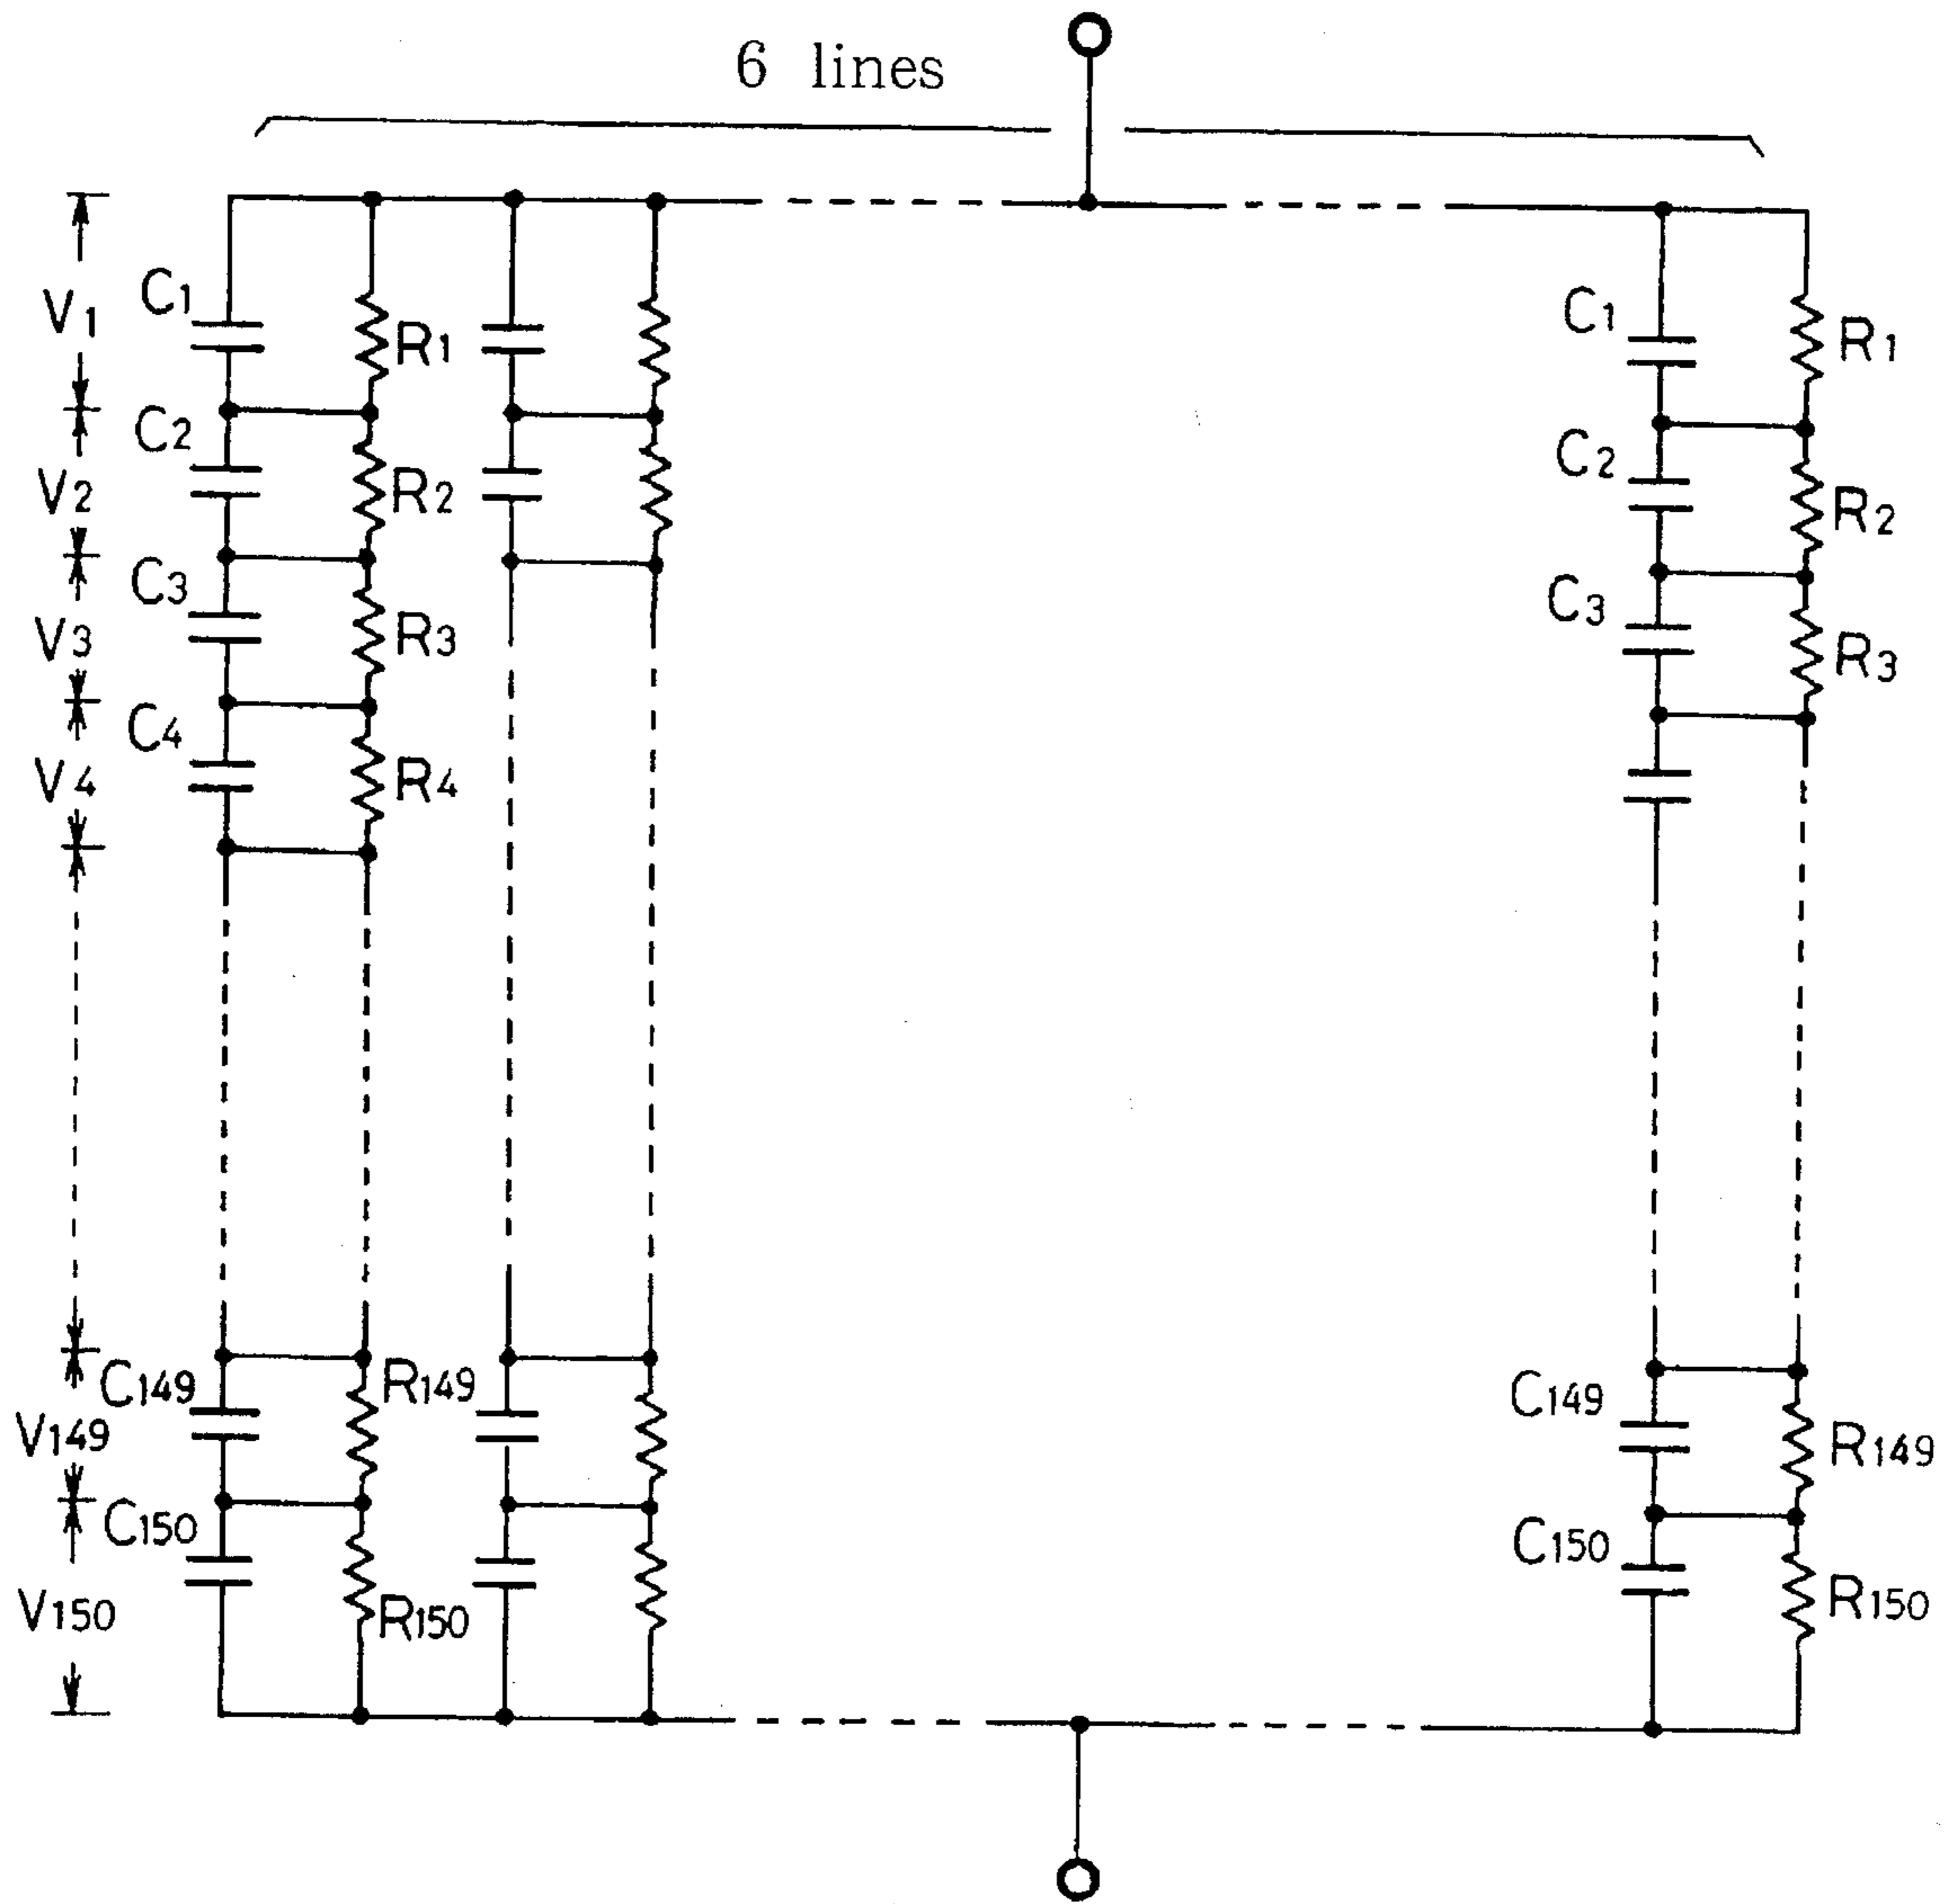 6 lines
V1 C1 R1 C1 R1
V2 C2 R2 C2 R2
V3 C3 R3 C3 R3
V4 C4 R4
V149 C149 R149 C149 R149
V150 C150 R150 C150 R150